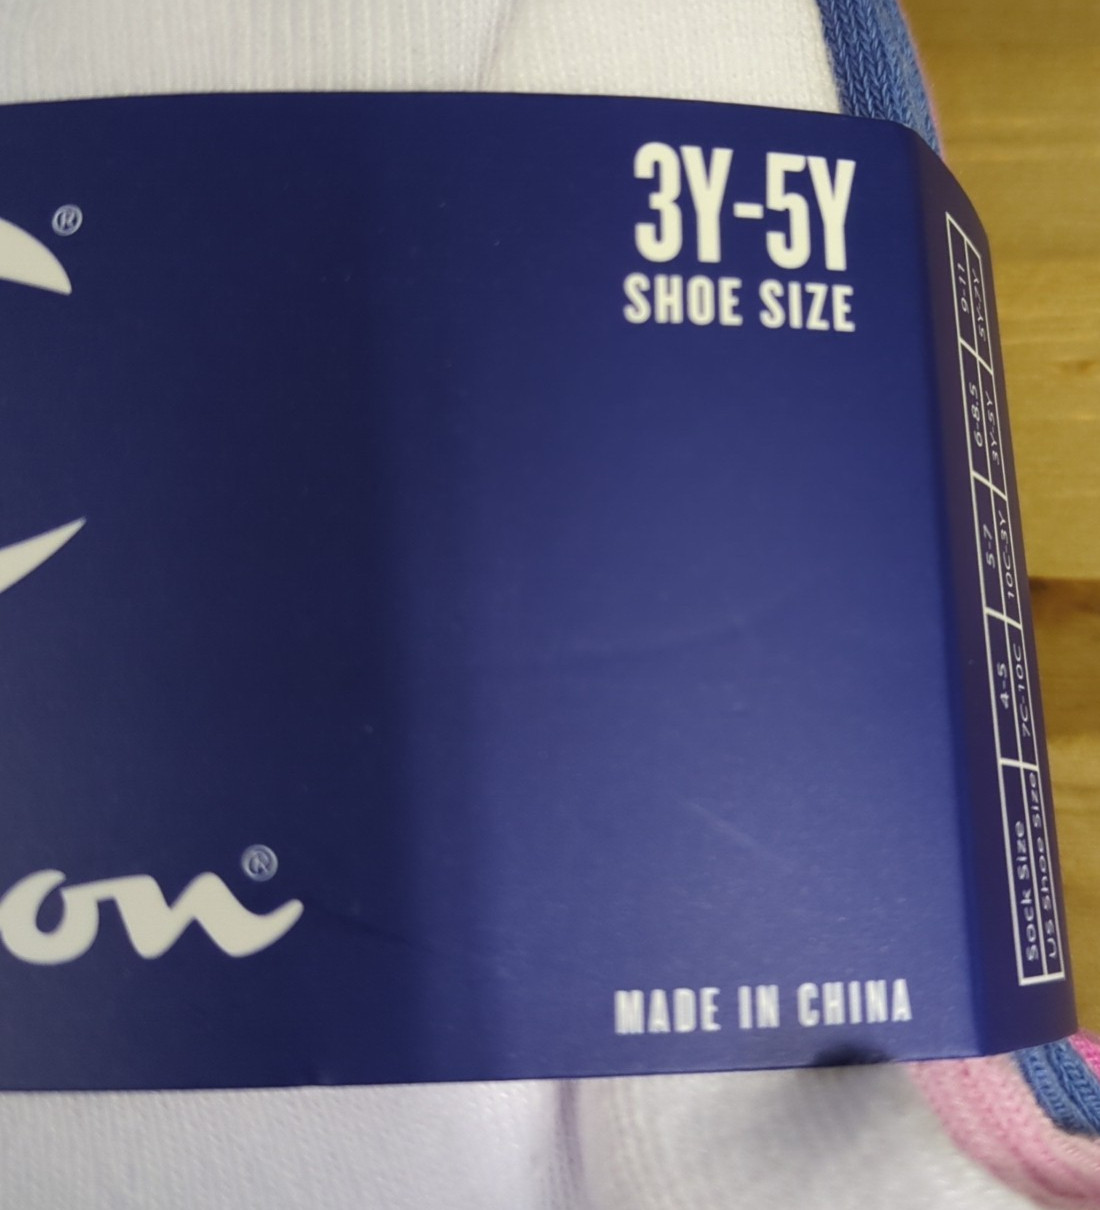 ®
3Y-5Y
SHOE SIZE
on®
MADE IN CHINA
Sock Size 4-5 5-7 6-8.5 9-11
US Shoe Size 7C-10C 10C-3Y 3Y-5Y 5Y-7Y